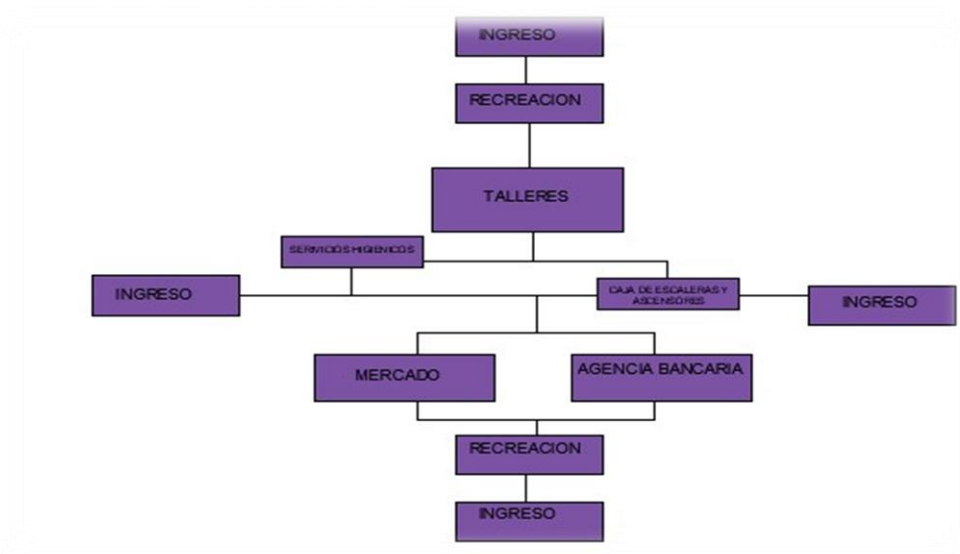 INGRESO
RECREACION
TALLERES
SERVICIOS HIGIENICOS
INGRESO
CAJA DE ESCALERAS Y
ASCENSORES
INGRESO
MERCADO
AGENCIA BANCARIA
RECREACION
INGRESO